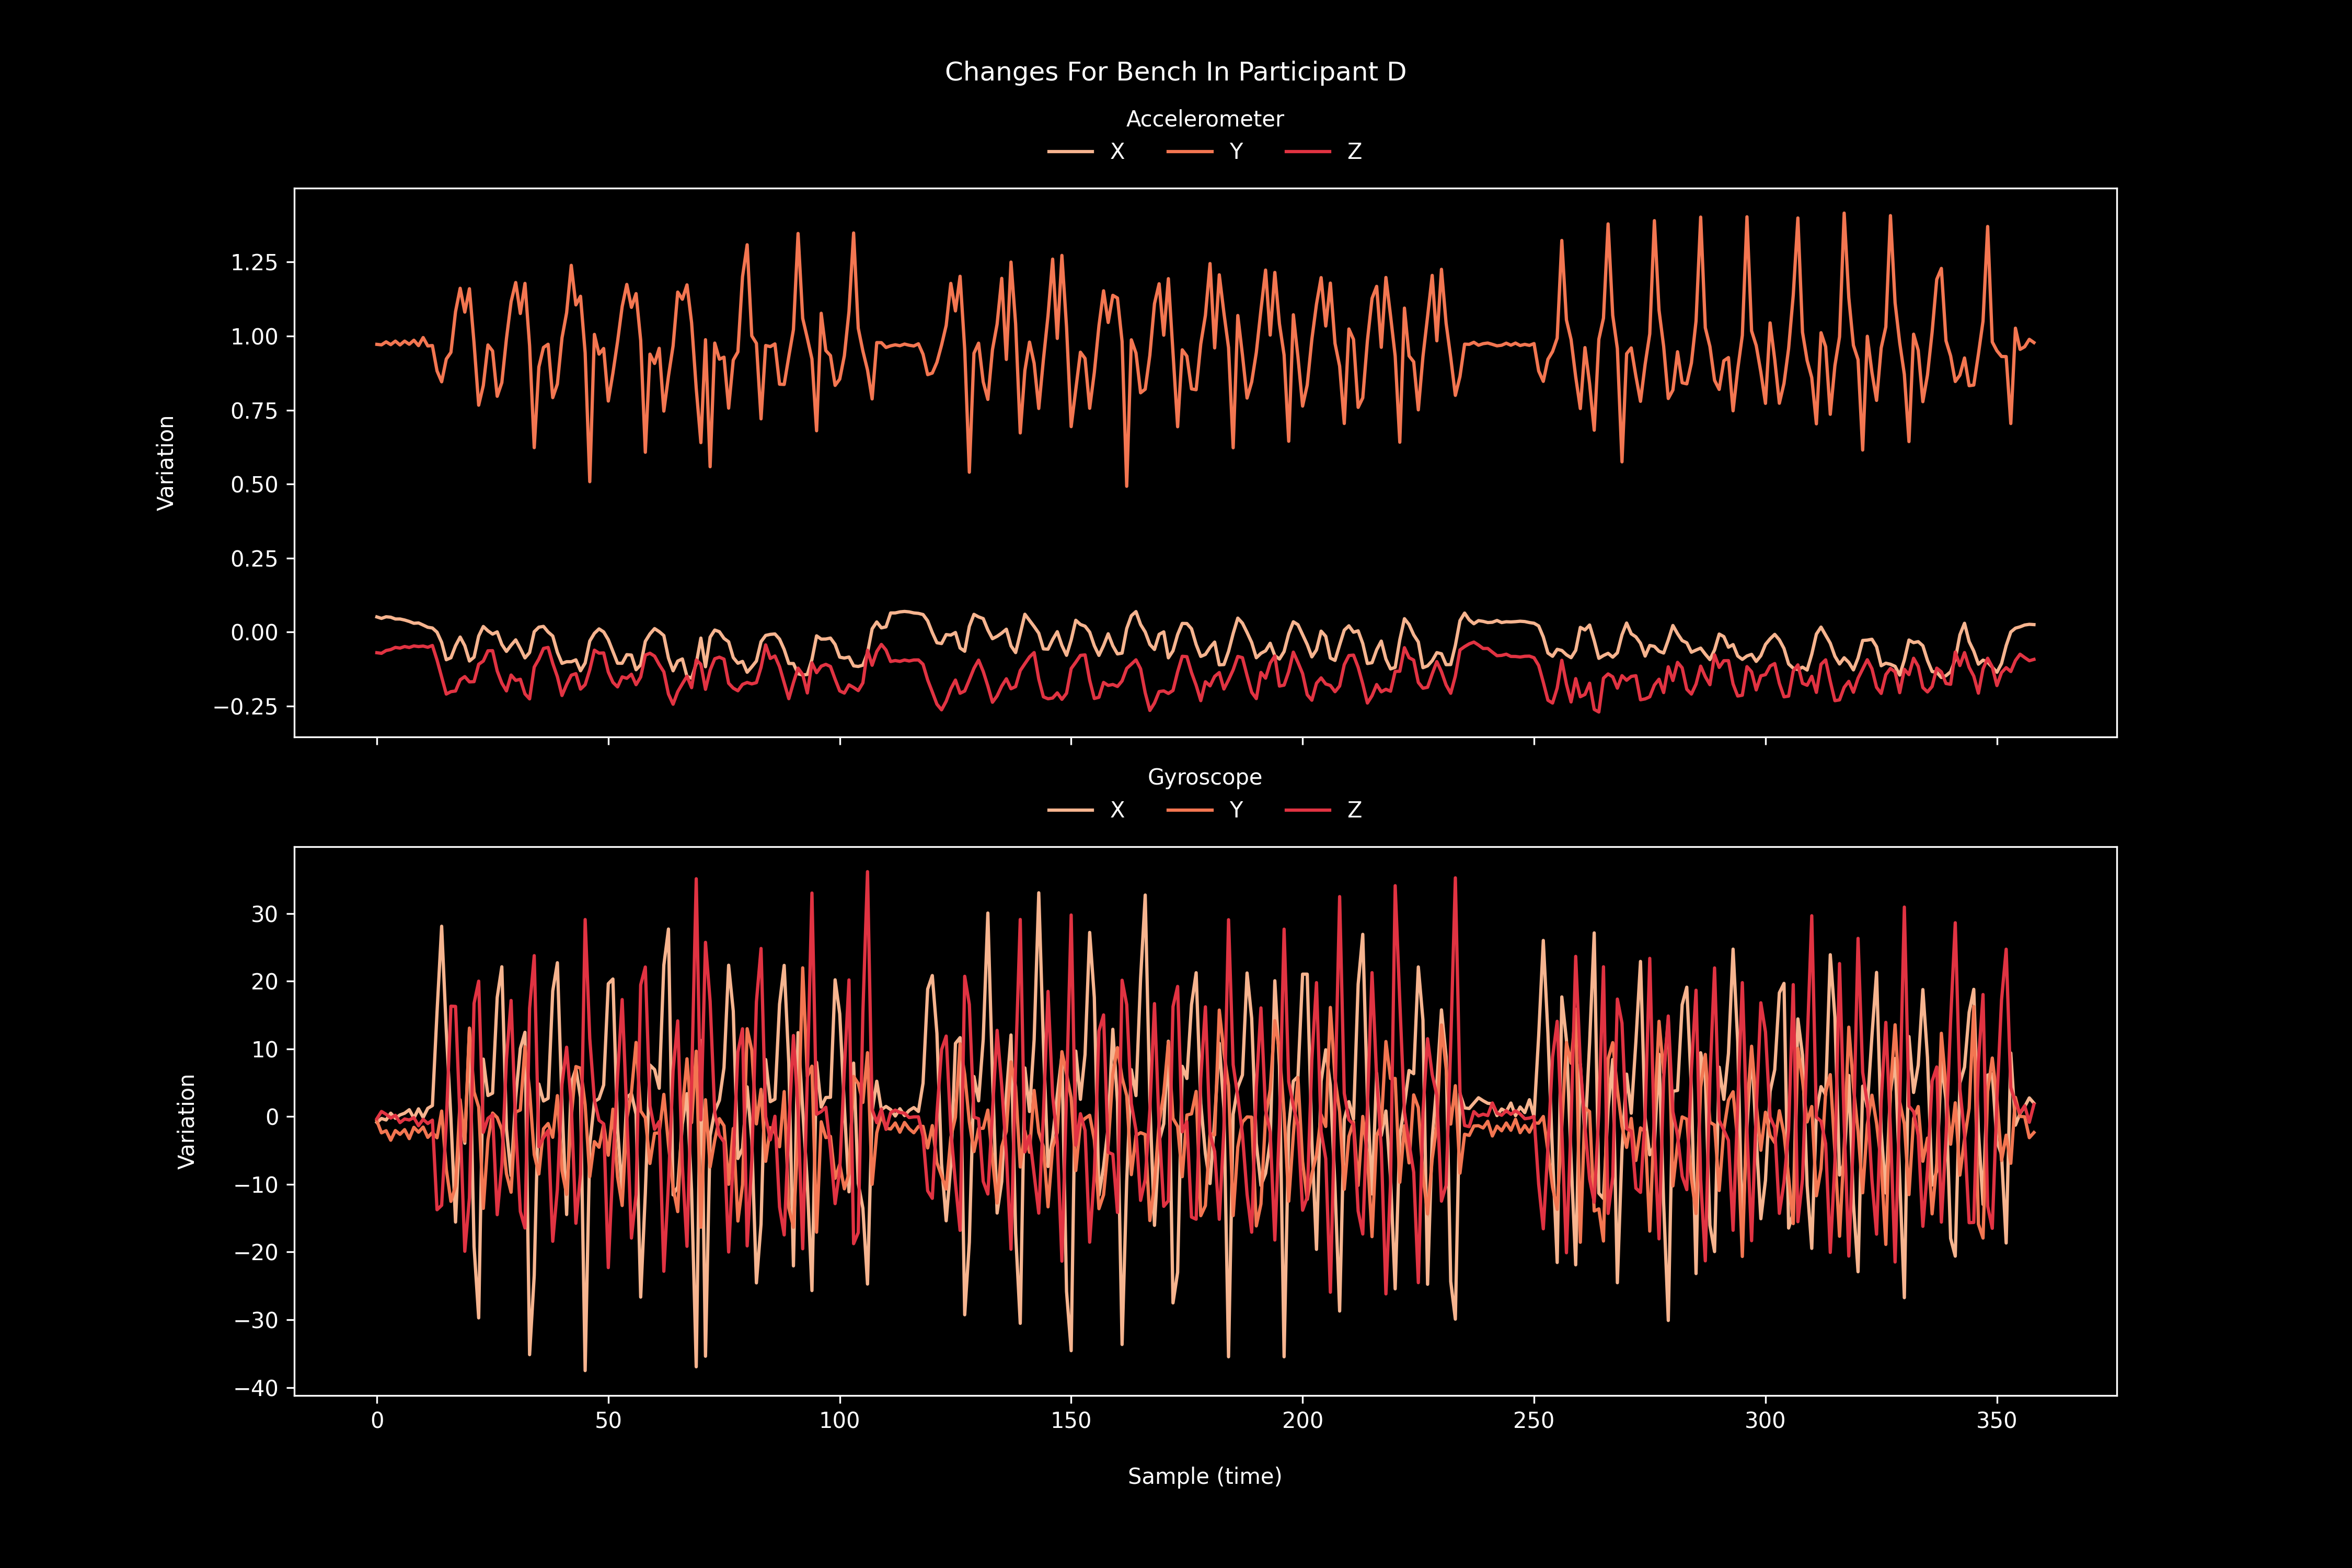 Changes For Bench In Participant D
Accelerometer
X Y Z
1.25
1.00
0.75
0.50
0.25
0.00
−0.25
Variation
Gyroscope
X Y Z
30
20
10
0
−10
−20
−30
−40
Variation
0 50 100 150 200 250 300 350
Sample (time)